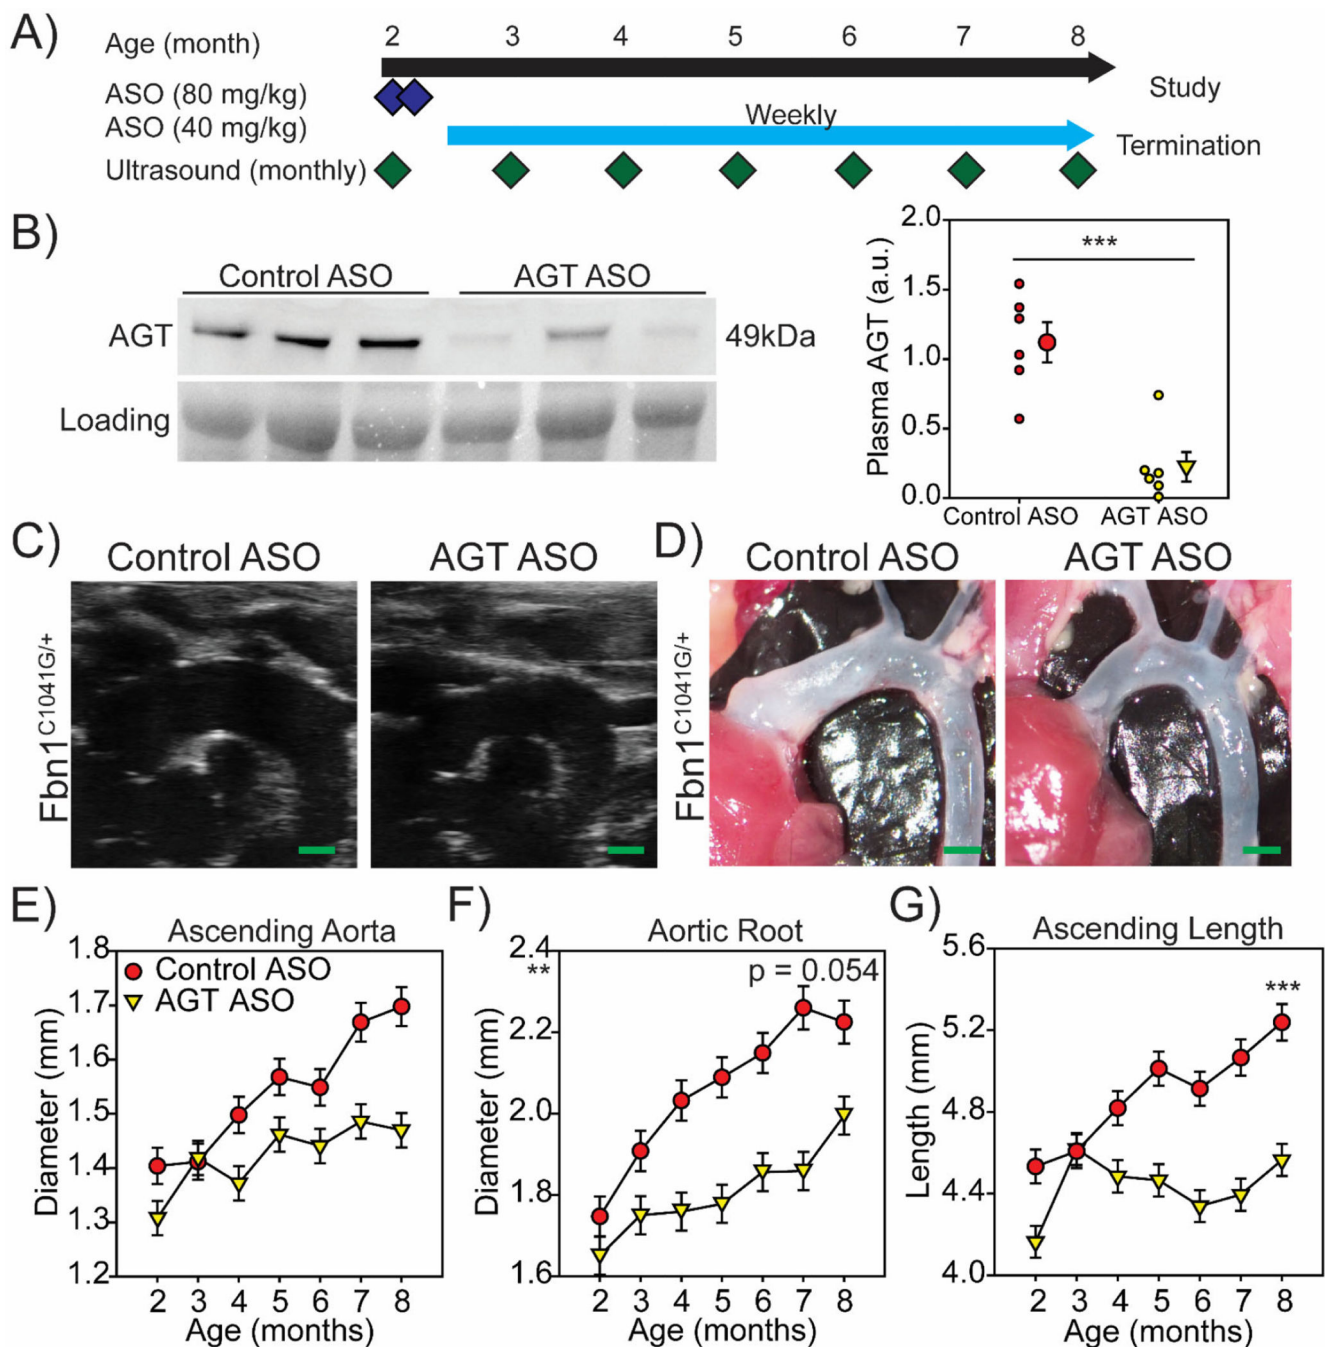 A)
Age (month) 2 3 4 5 6 7 8
ASO (80 mg/kg)
Study
ASO (40 mg/kg) Weekly
Termination
Ultrasound (monthly)
B)
Control ASO AGT ASO
AGT 49kDa
Loading
Plasma AGT (a.u.)
2.0
***
1.5
1.0
0.5
0.0
Control ASO AGT ASO
C)
Control ASO AGT ASO
Fbn1C1041G/+
D)
Control ASO AGT ASO
Fbn1C1041G/+
E)
Ascending Aorta
Control ASO
AGT ASO
Diameter (mm)
1.8
1.7
1.6
1.5
1.4
1.3
1.2
2 3 4 5 6 7 8
Age (months)
F)
Aortic Root
** p = 0.054
Diameter (mm)
2.4
2.2
2.0
1.8
1.6
2 3 4 5 6 7 8
Age (months)
G)
Ascending Length
***
Length (mm)
5.6
5.2
4.8
4.4
4.0
2 3 4 5 6 7 8
Age (months)